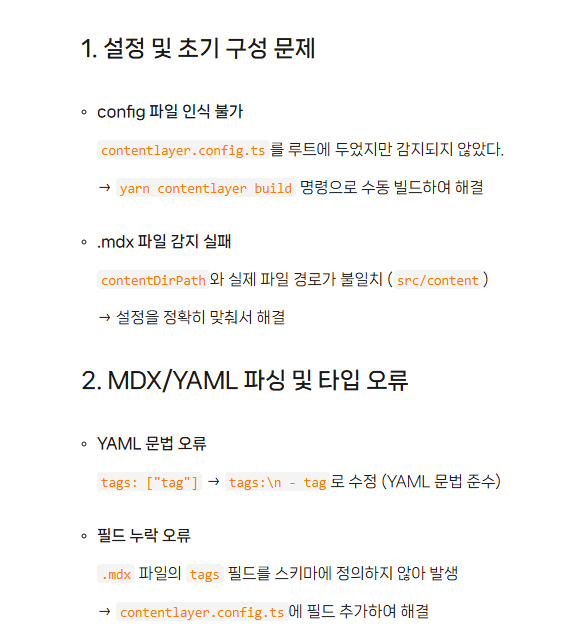 1. 설정 및 초기 구성 문제
config 파일 인식 불가
contentlayer.config.ts 를 루트에 두었지만 감지되지 않았다.
→ yarn contentlayer build 명령으로 수동 빌드하여 해결
.mdx 파일 감지 실패
contentDirPath 와 실제 파일 경로가 불일치 ( src/content )
→ 설정을 정확히 맞춰서 해결
2. MDX/YAML 파싱 및 타입 오류
YAML 문법 오류
tags: ["tag"] → tags:\n - tag 로 수정 (YAML 문법 준수)
필드 누락 오류
.mdx 파일의 tags 필드를 스키마에 정의하지 않아 발생
→ contentlayer.config.ts 에 필드 추가하여 해결